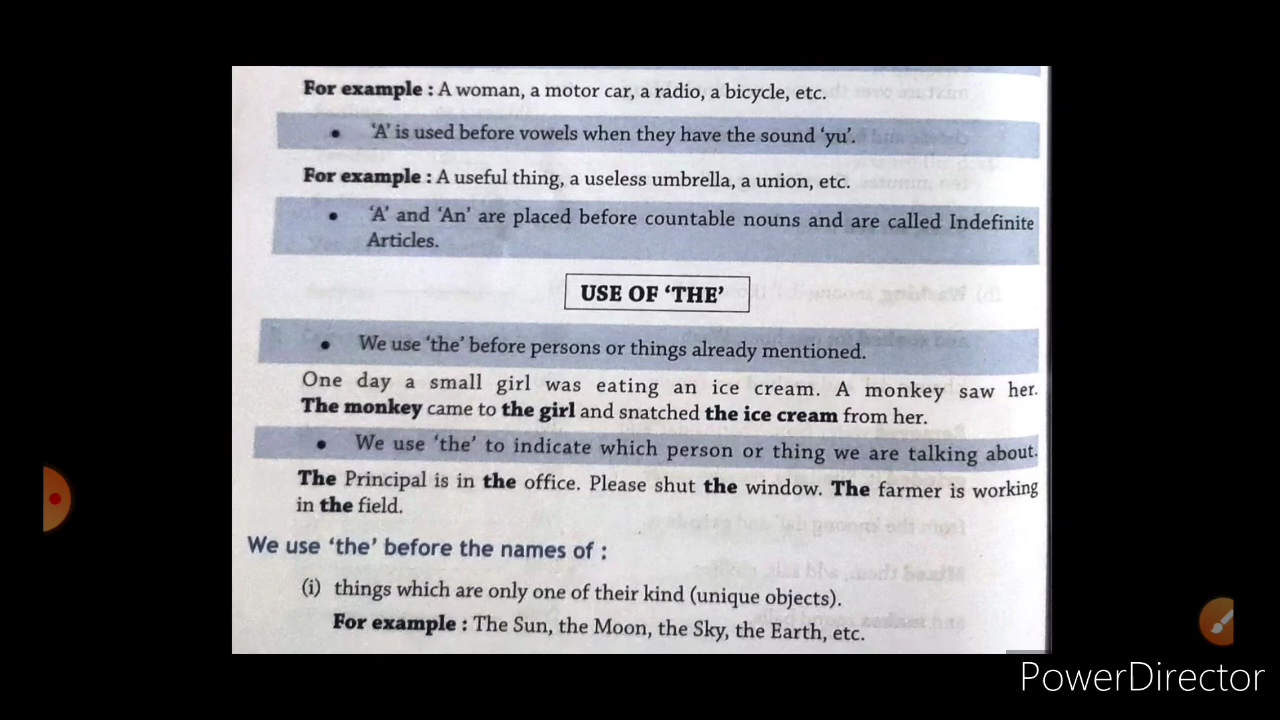 For example : A woman, a motor car, a radio, a bicycle, etc.
• 'A' is used before vowels when they have the sound 'yu'.
For example : A useful thing, a useless umbrella, a union, etc.
• 'A' and 'An' are placed before countable nouns and are called Indefinite
Articles.
USE OF 'THE'
• We use 'the' before persons or things already mentioned.
One day a small girl was eating an ice cream. A monkey saw her.
The monkey came to the girl and snatched the ice cream from her.
• We use 'the' to indicate which person or thing we are talking about.
The Principal is in the office. Please shut the window. The farmer is working
in the field.
We use 'the' before the names of :
(i) things which are only one of their kind (unique objects).
For example : The Sun, the Moon, the Sky, the Earth, etc.
PowerDirector